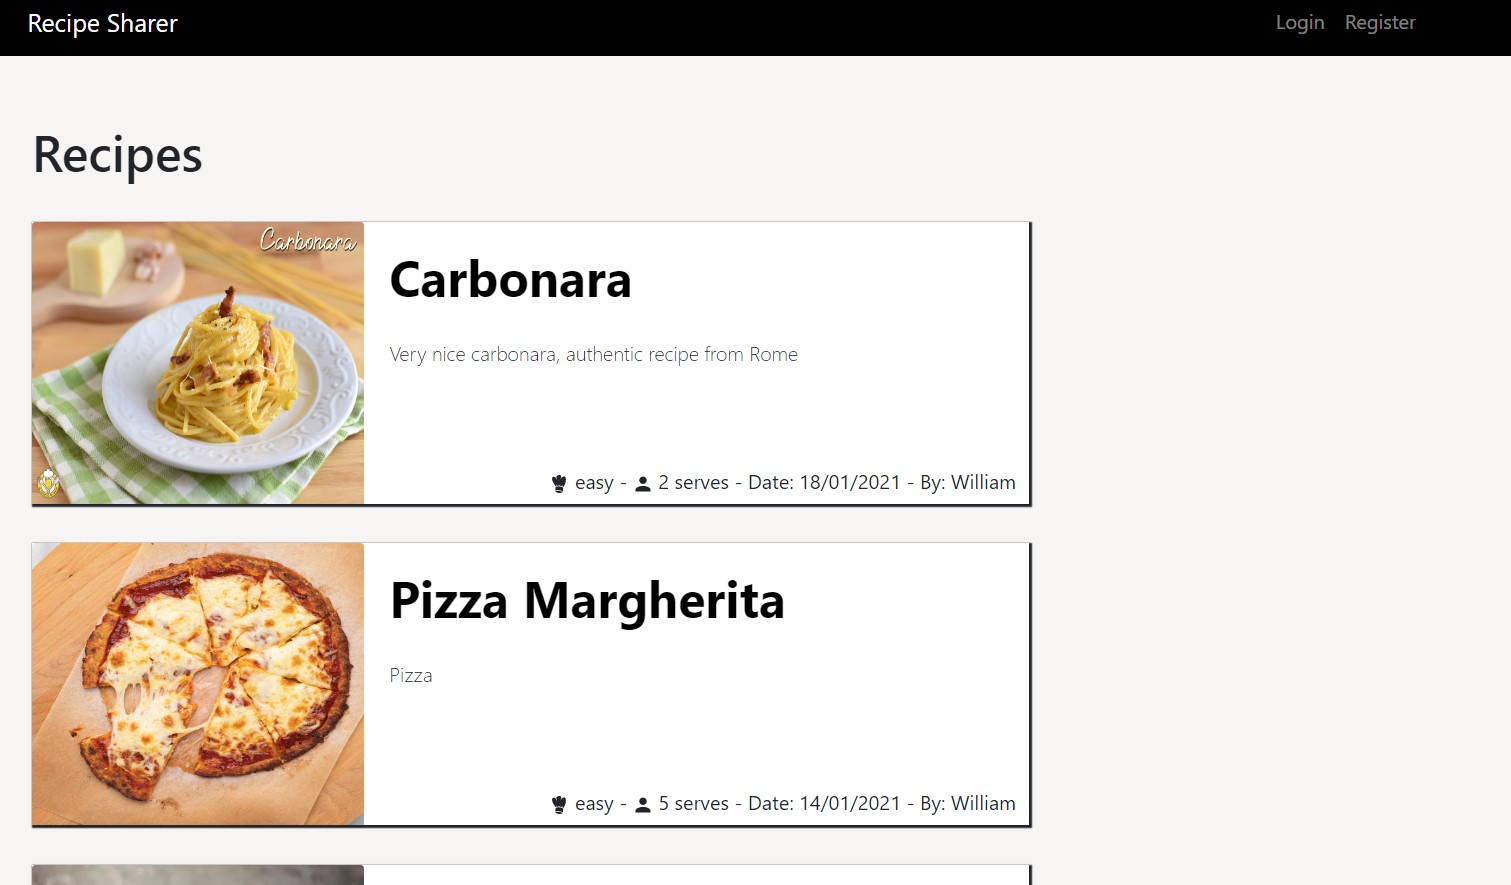 Recipe Sharer
Login Register
Recipes
Carbonara
Carbonara
Very nice carbonara, authentic recipe from Rome
easy - 2 serves - Date: 18/01/2021 - By: William
Pizza Margherita
Pizza
easy - 5 serves - Date: 14/01/2021 - By: William